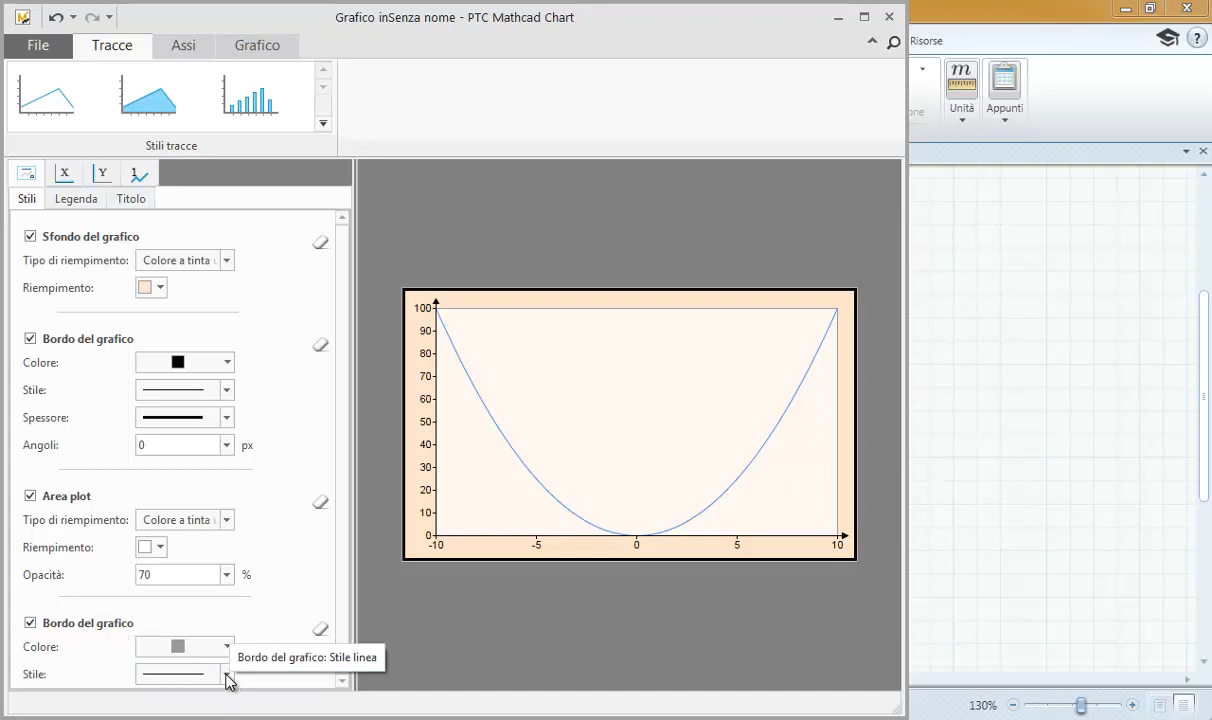 Grafico inSenza nome - PTC Mathcad Chart
File Tracce Assi Grafico
Risorse
Stili tracce
Unità
Appunti
X Y 1
Stili Legenda Titolo
Sfondo del grafico
Tipo di riempimento: Colore a tinta
Riempimento:
Bordo del grafico
Colore:
Stile:
Spessore:
Angoli: 0 px
Area plot
Tipo di riempimento: Colore a tinta
Riempimento:
Opacità: 70 %
Bordo del grafico
Colore:
Bordo del grafico: Stile linea
Stile:
100
90
80
70
60
50
40
30
20
10
0
-10 -5 0 5 10
130%